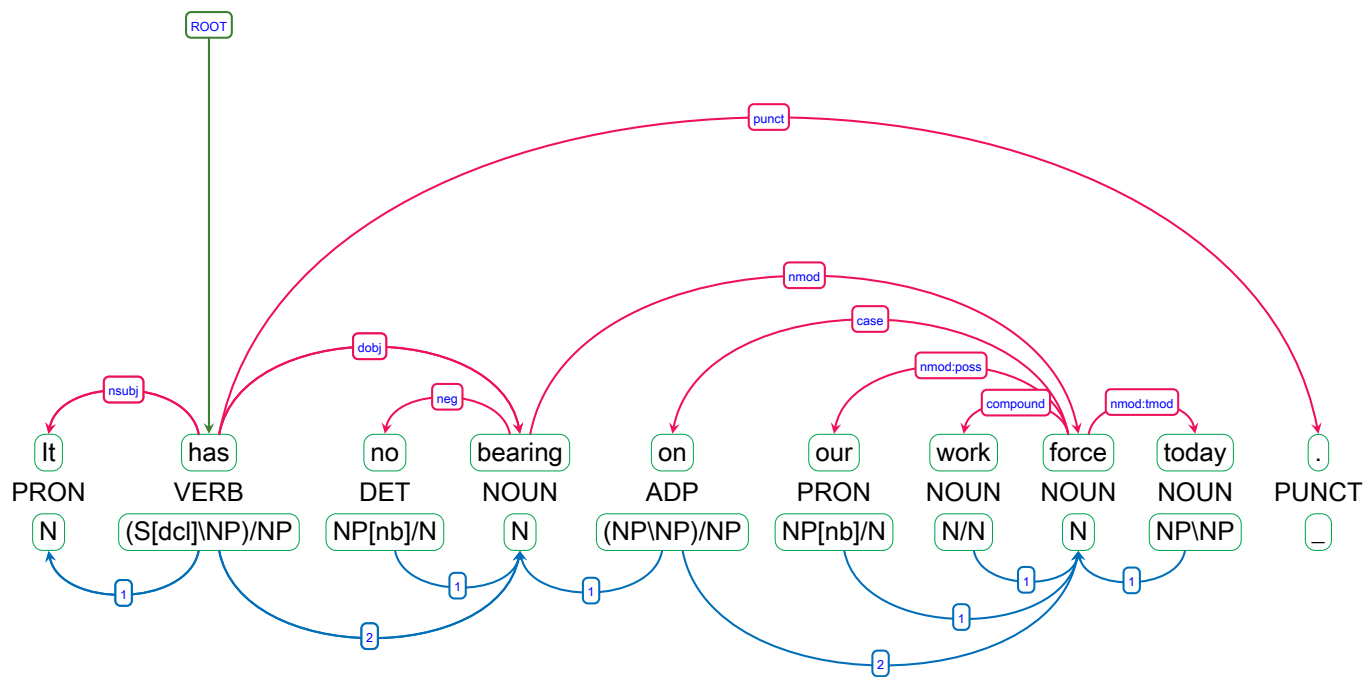 ROOT
punct
nmod
case
dobj
nmod:poss
nsubj neg compound nmod:tmod
It has no bearing on our work force today .
PRON VERB DET NOUN ADP PRON NOUN NOUN NOUN PUNCT
N (S[dcl]\NP)/NP NP[nb]/N N (NP\NP)/NP NP[nb]/N N/N N NP\NP _
1 1 1 1 1
1
2
2